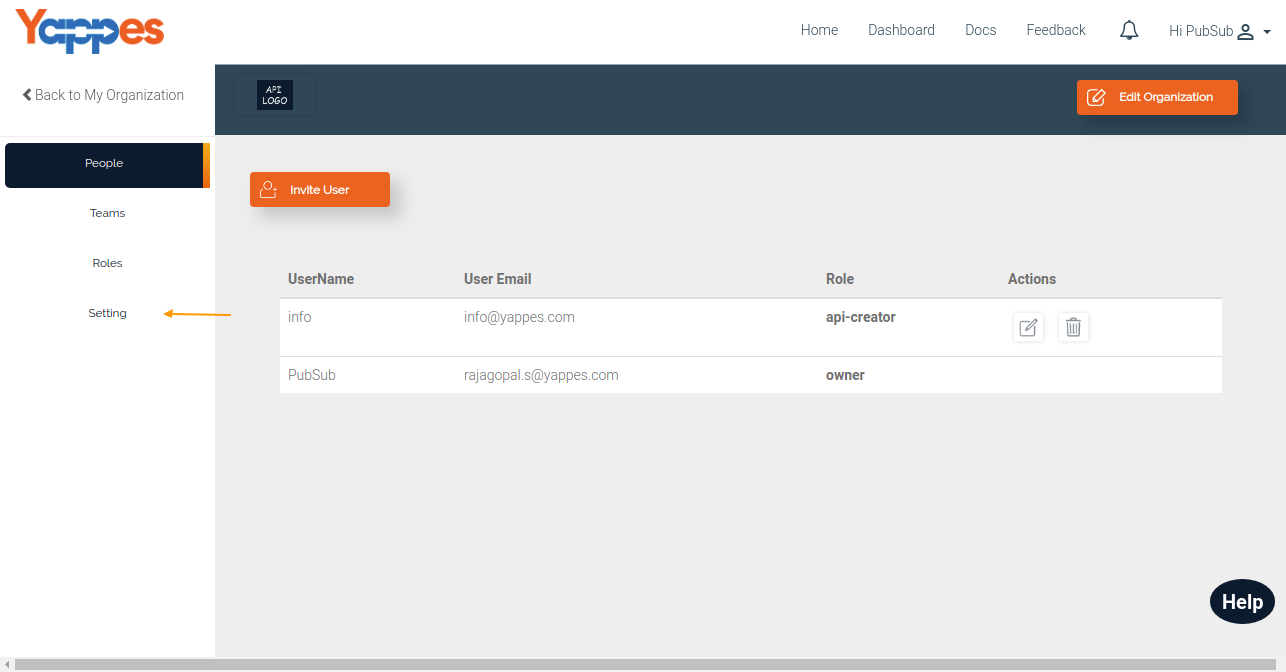 Yappes
Home Dashboard Docs Feedback Hi PubSub
Back to My Organization
API
LOGO
Edit Organization
People
Teams
Roles
Setting
Invite User
UserName User Email Role Actions
info info@yappes.com api-creator
PubSub rajagopal.s@yappes.com owner
Help